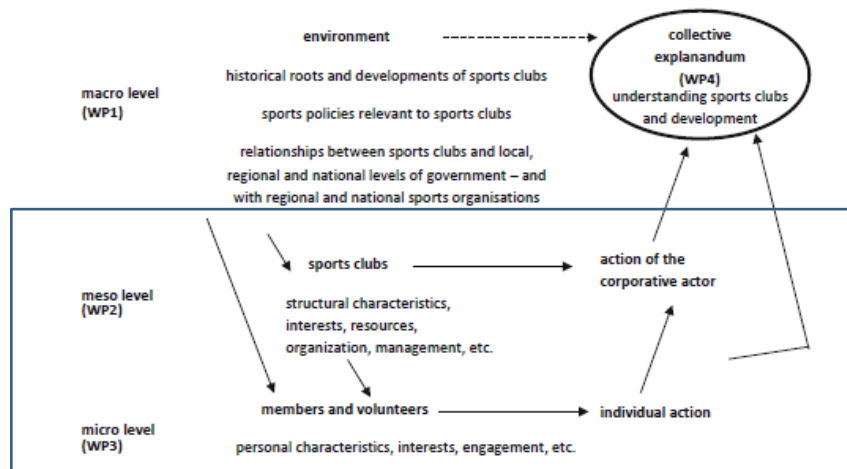 environment
collective
explanandum
(WP4)
understanding sports clubs
and development
historical roots and developments of sports clubs
macro level
(WP1)
sports policies relevant to sports clubs
relationships between sports clubs and local,
regional and national levels of government – and
with regional and national sports organisations
sports clubs
action of the
corporative actor
meso level
(WP2)
structural characteristics,
interests, resources,
organization, management, etc.
members and volunteers
individual action
micro level
(WP3)
personal characteristics, interests, engagement, etc.